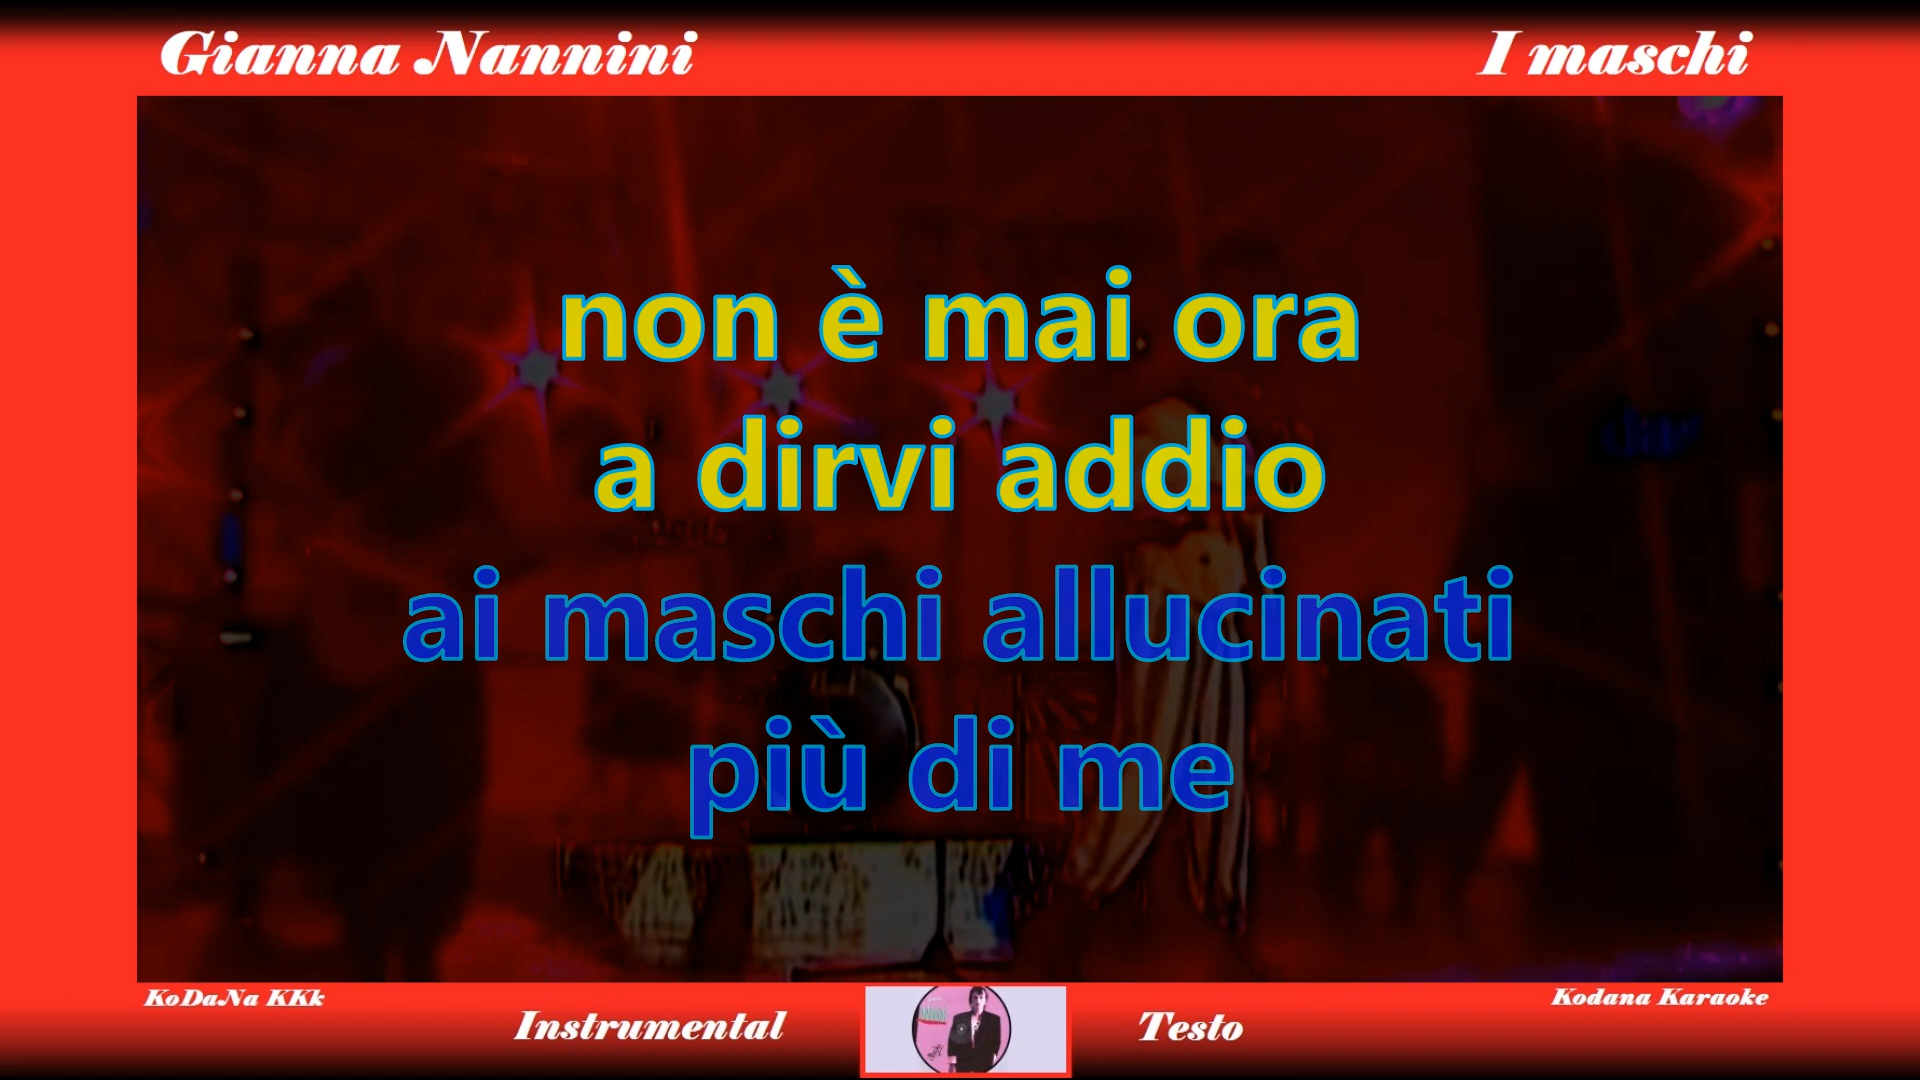 Gianna Nannini
I maschi
non è mai ora
a dirvi addio
ai maschi allucinati
più di me
KoDaNa KKk
Kodana Karaoke
Instrumental
Testo